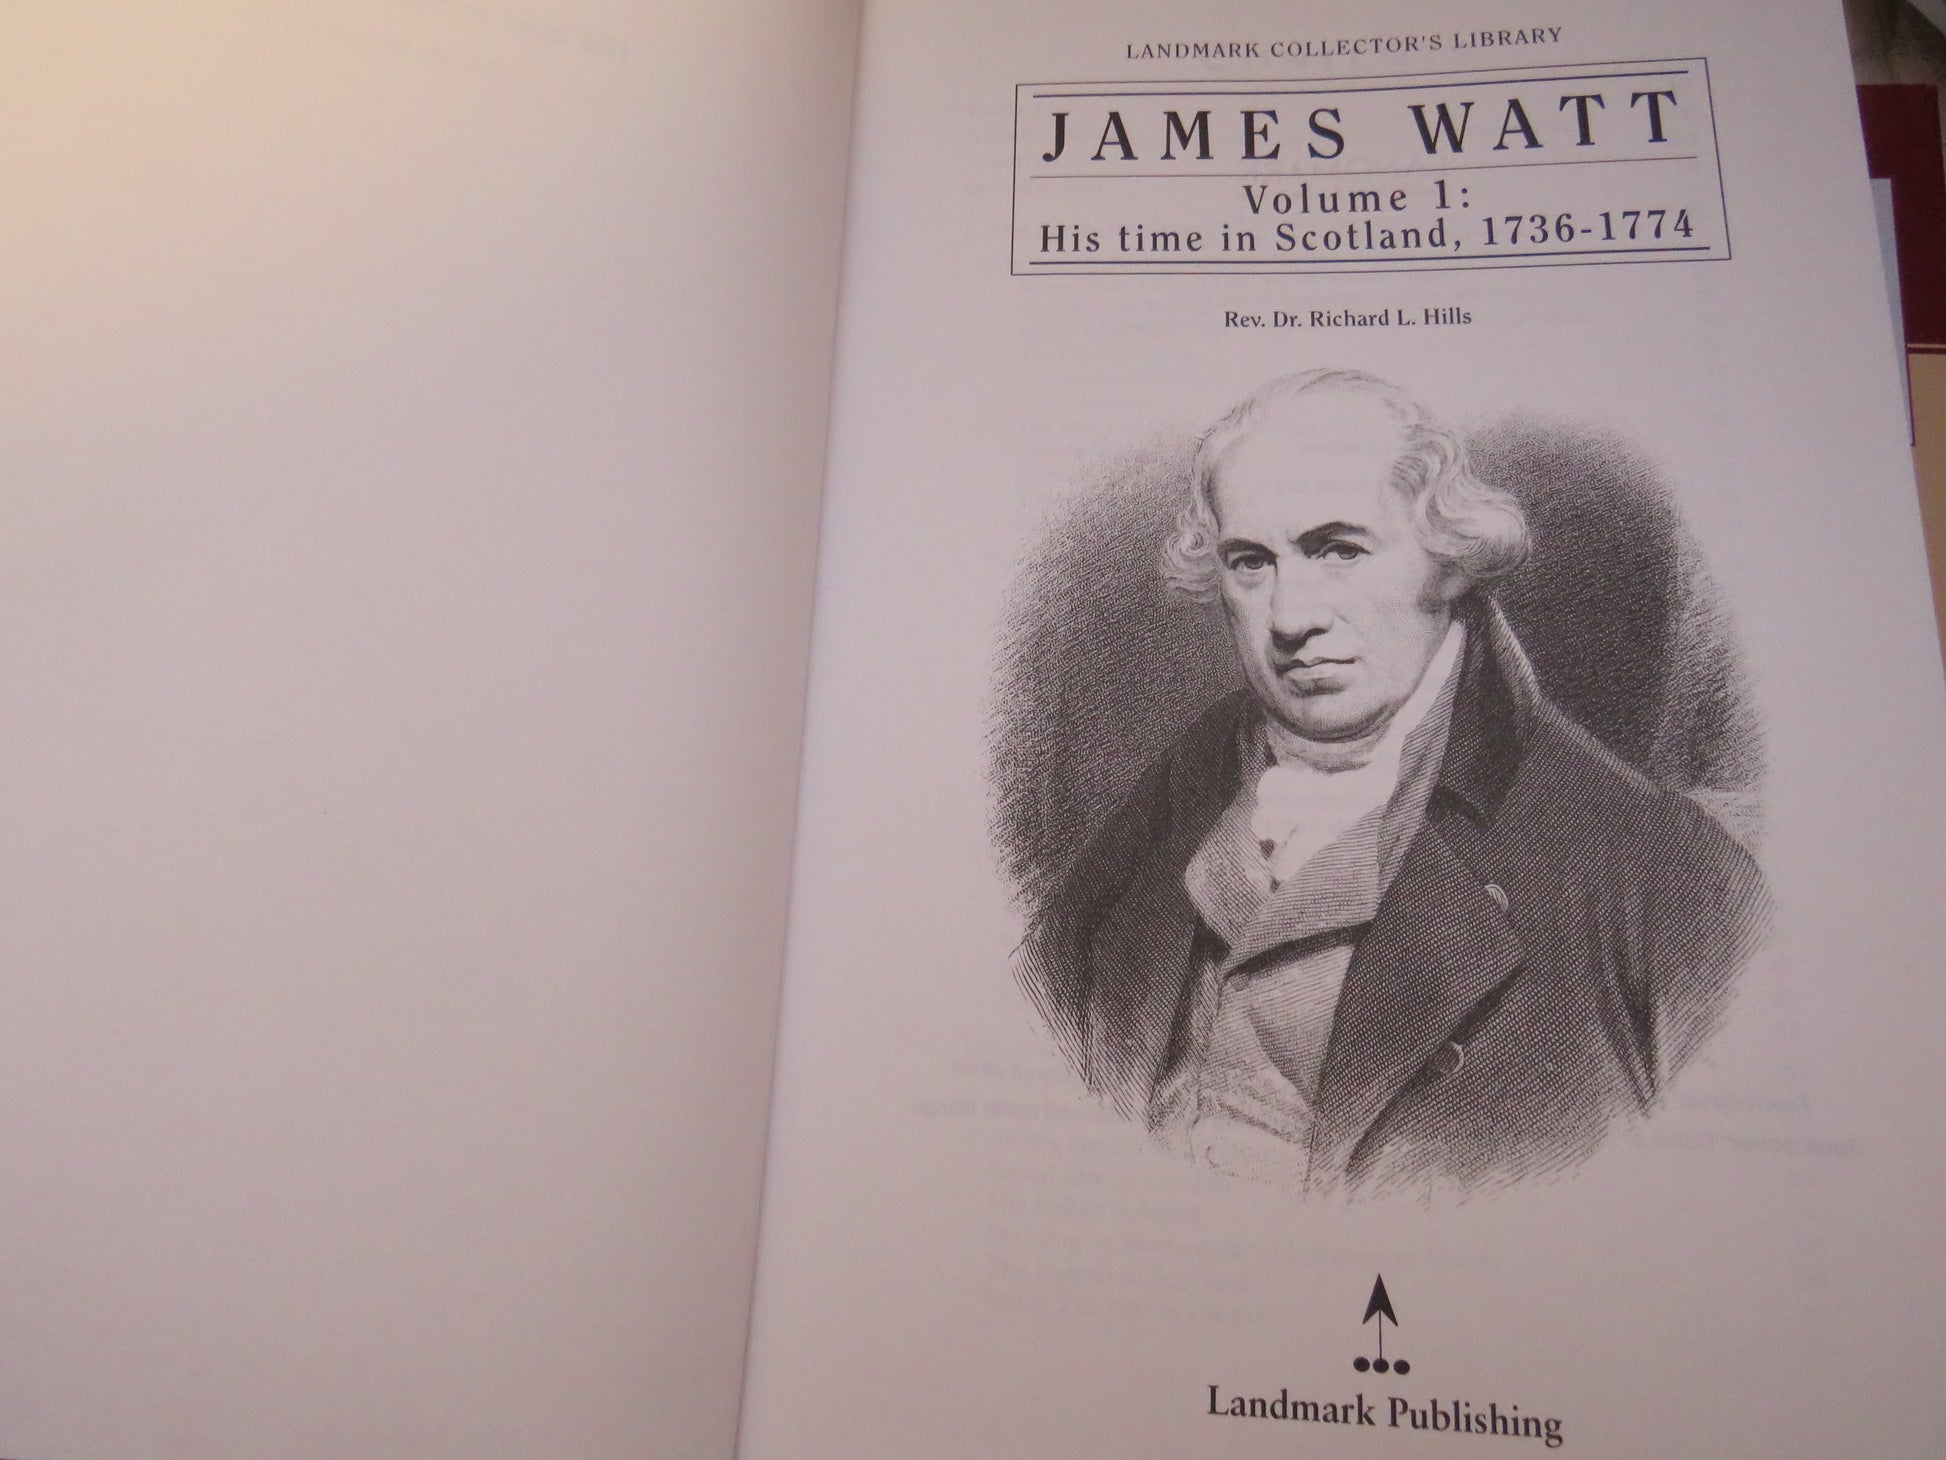 LANDMARK COLLECTOR'S LIBRARY
JAMES WATT
Volume 1:
His time in Scotland, 1736-1774
Rev. Dr. Richard L. Hills
Landmark Publishing